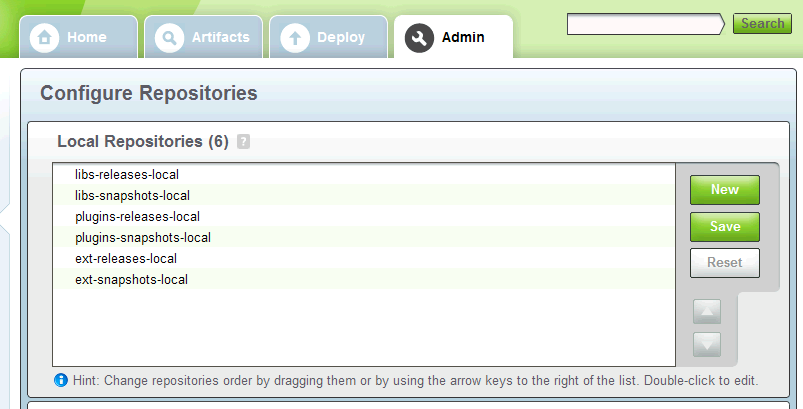 Home Artifacts Deploy Admin Search
Configure Repositories
Local Repositories (6) ?
libs-releases-local
libs-snapshots-local
plugins-releases-local
plugins-snapshots-local
ext-releases-local
ext-snapshots-local
New
Save
Reset
Hint: Change repositories order by dragging them or by using the arrow keys to the right of the list. Double-click to edit.